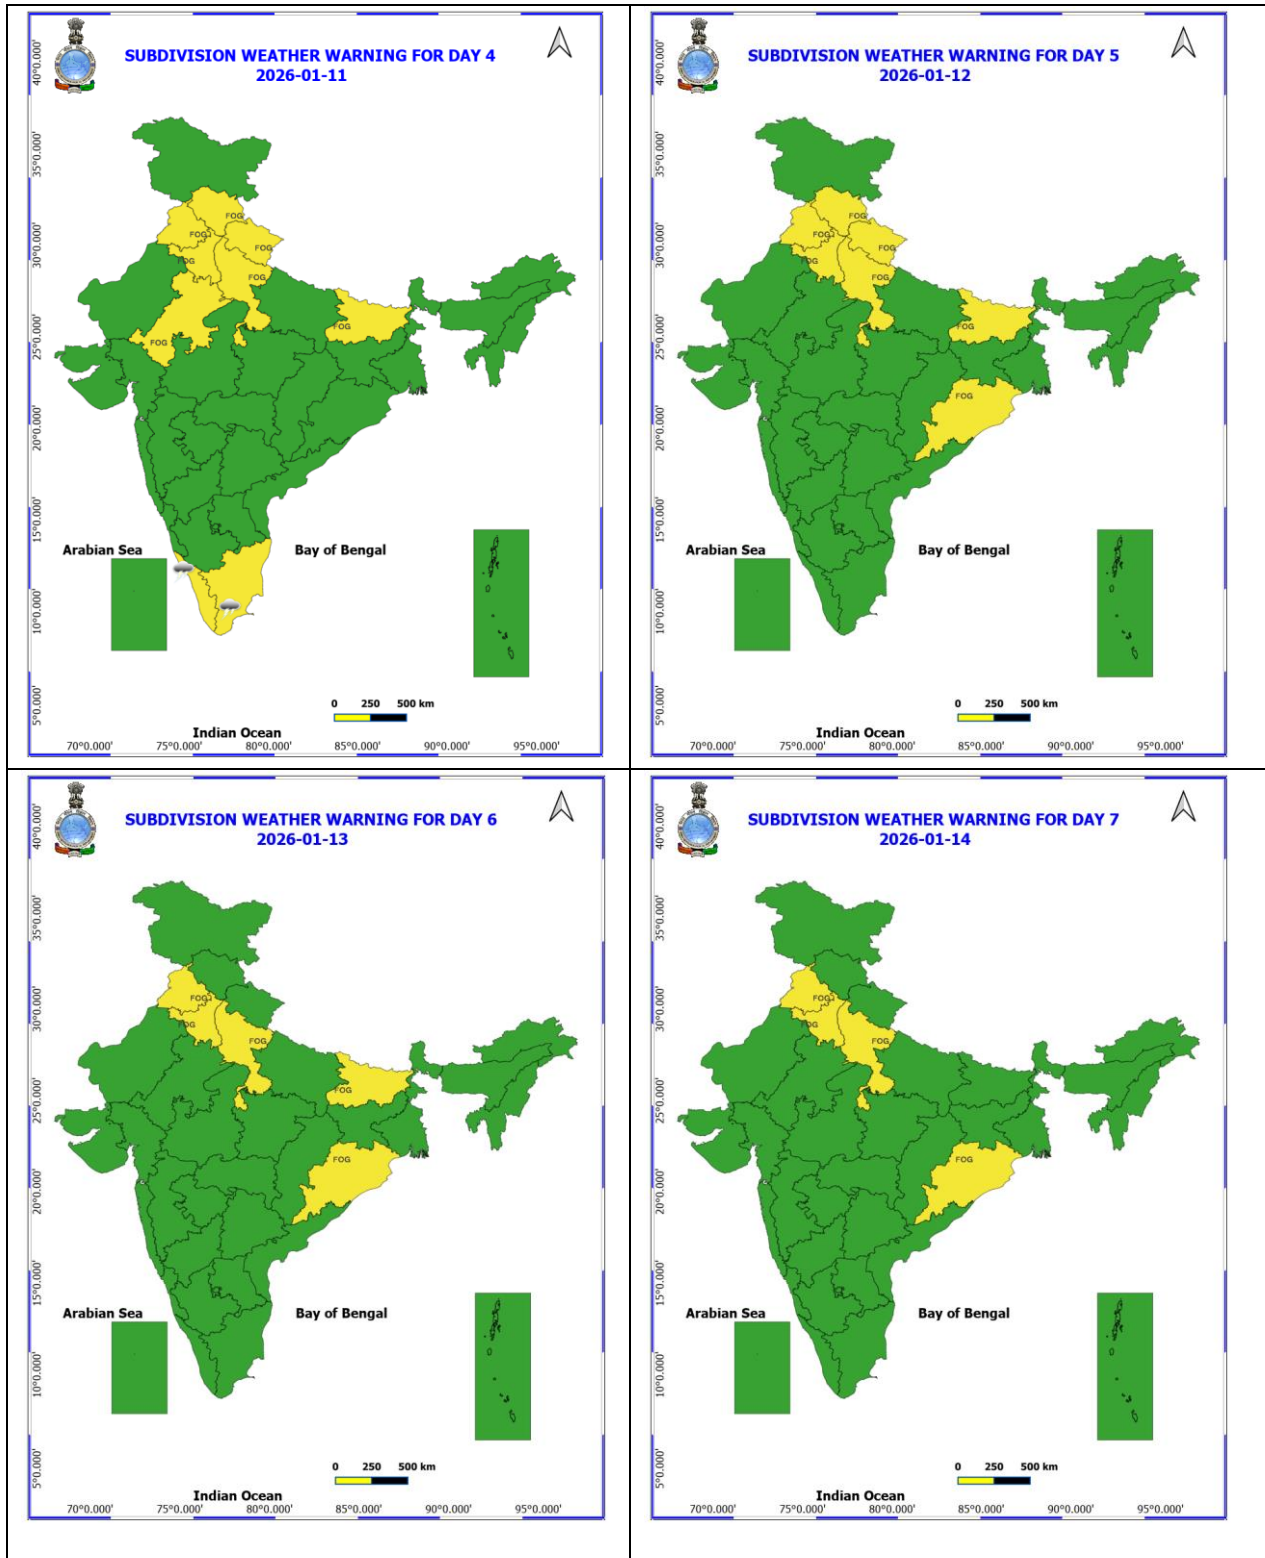 SUBDIVISION WEATHER WARNING FOR DAY 4
2026-01-11
40°0.000'
35°0.000'
30°0.000'
25°0.000'
20°0.000'
15°0.000'
10°0.000'
5°0.000'
FOG
FOG
FOG
FOG
FOG
FOG
FOG
Arabian Sea
Bay of Bengal
0 250 500 km
Indian Ocean
70°0.000' 75°0.000' 80°0.000' 85°0.000' 90°0.000' 95°0.000'
SUBDIVISION WEATHER WARNING FOR DAY 5
2026-01-12
40°0.000'
35°0.000'
30°0.000'
25°0.000'
20°0.000'
15°0.000'
10°0.000'
5°0.000'
FOG
FOG
FOG
FOG
FOG
FOG
FOG
Arabian Sea
Bay of Bengal
0 250 500 km
Indian Ocean
70°0.000' 75°0.000' 80°0.000' 85°0.000' 90°0.000' 95°0.000'
SUBDIVISION WEATHER WARNING FOR DAY 6
2026-01-13
40°0.000'
35°0.000'
30°0.000'
25°0.000'
20°0.000'
15°0.000'
10°0.000'
5°0.000'
FOG
FOG
FOG
FOG
FOG
Arabian Sea
Bay of Bengal
0 250 500 km
Indian Ocean
70°0.000' 75°0.000' 80°0.000' 85°0.000' 90°0.000' 95°0.000'
SUBDIVISION WEATHER WARNING FOR DAY 7
2026-01-14
40°0.000'
35°0.000'
30°0.000'
25°0.000'
20°0.000'
15°0.000'
10°0.000'
5°0.000'
FOG
FOG
FOG
FOG
Arabian Sea
Bay of Bengal
0 250 500 km
Indian Ocean
70°0.000' 75°0.000' 80°0.000' 85°0.000' 90°0.000' 95°0.000'